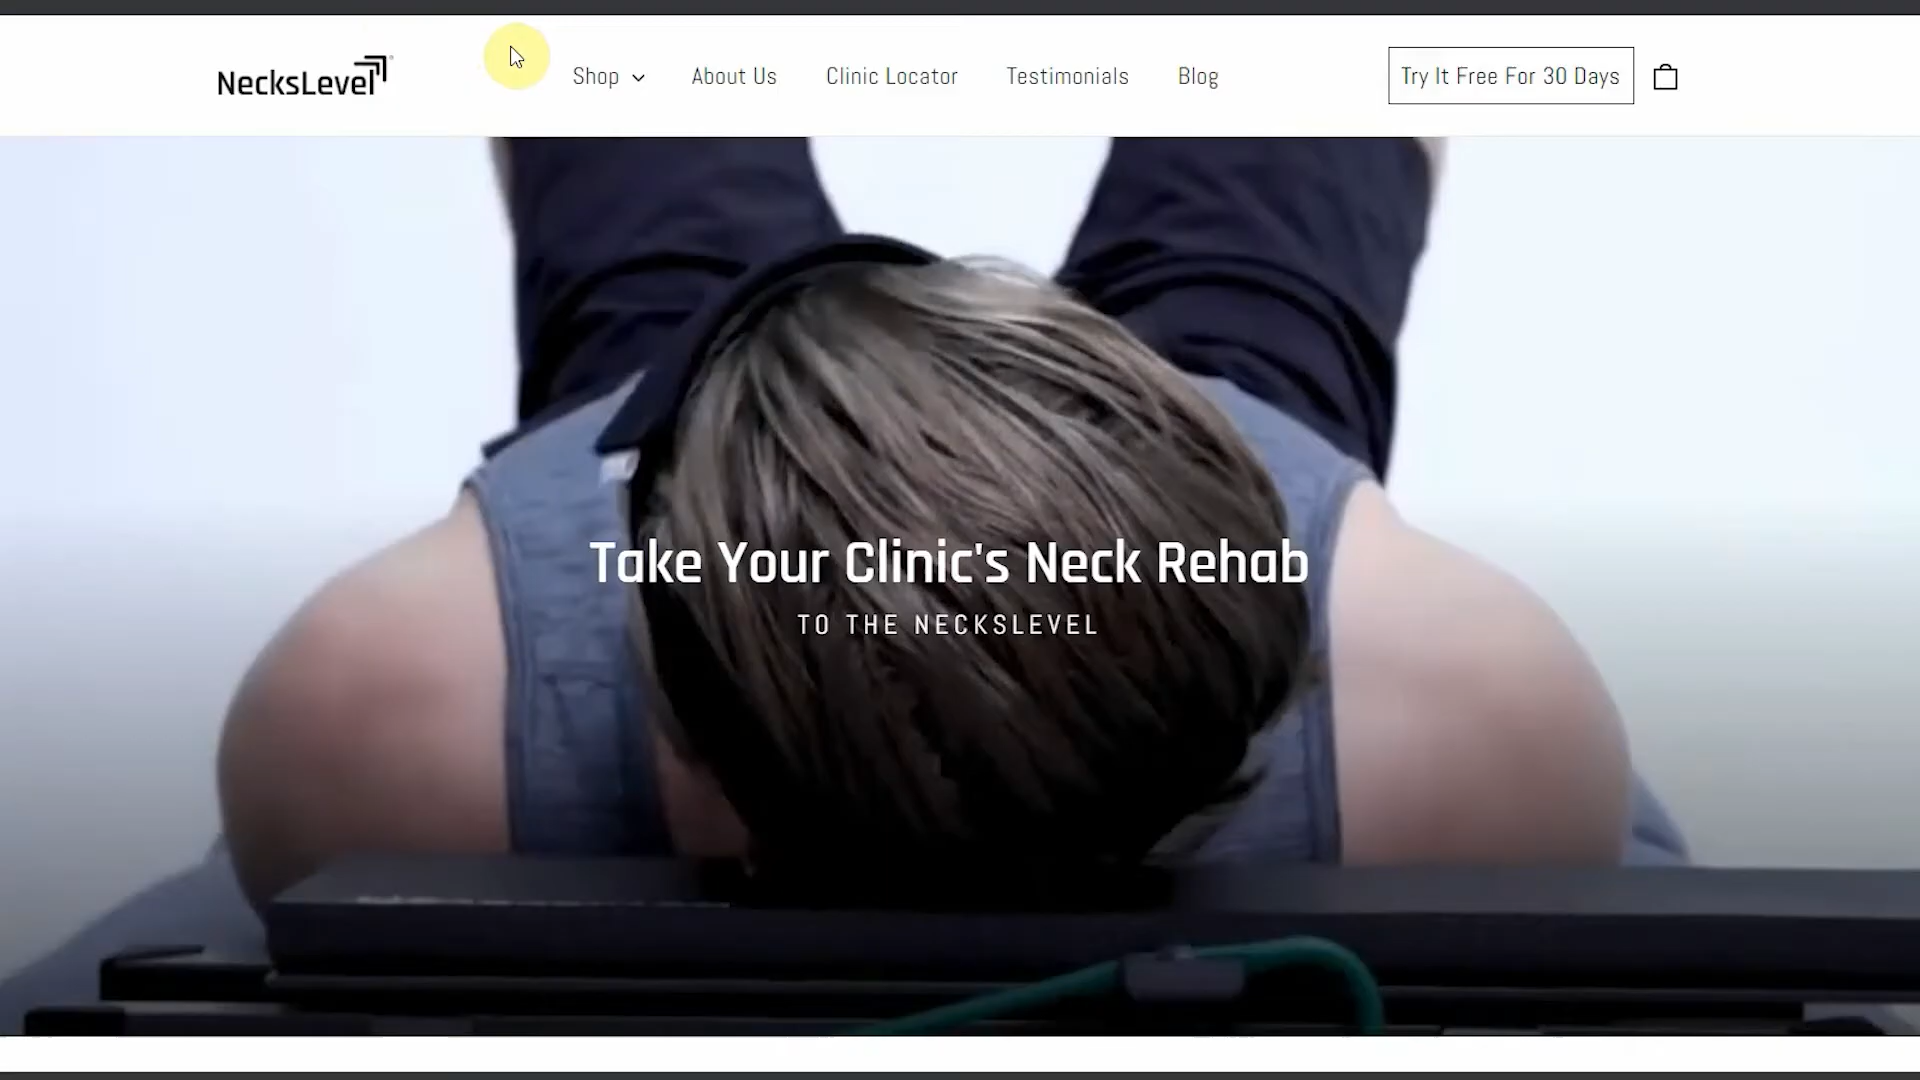 NecksLevel
Shop
About Us
Clinic Locator
Testimonials
Blog
Try It Free For 30 Days
Take Your Clinic's Neck Rehab
TO THE NECKSLEVEL